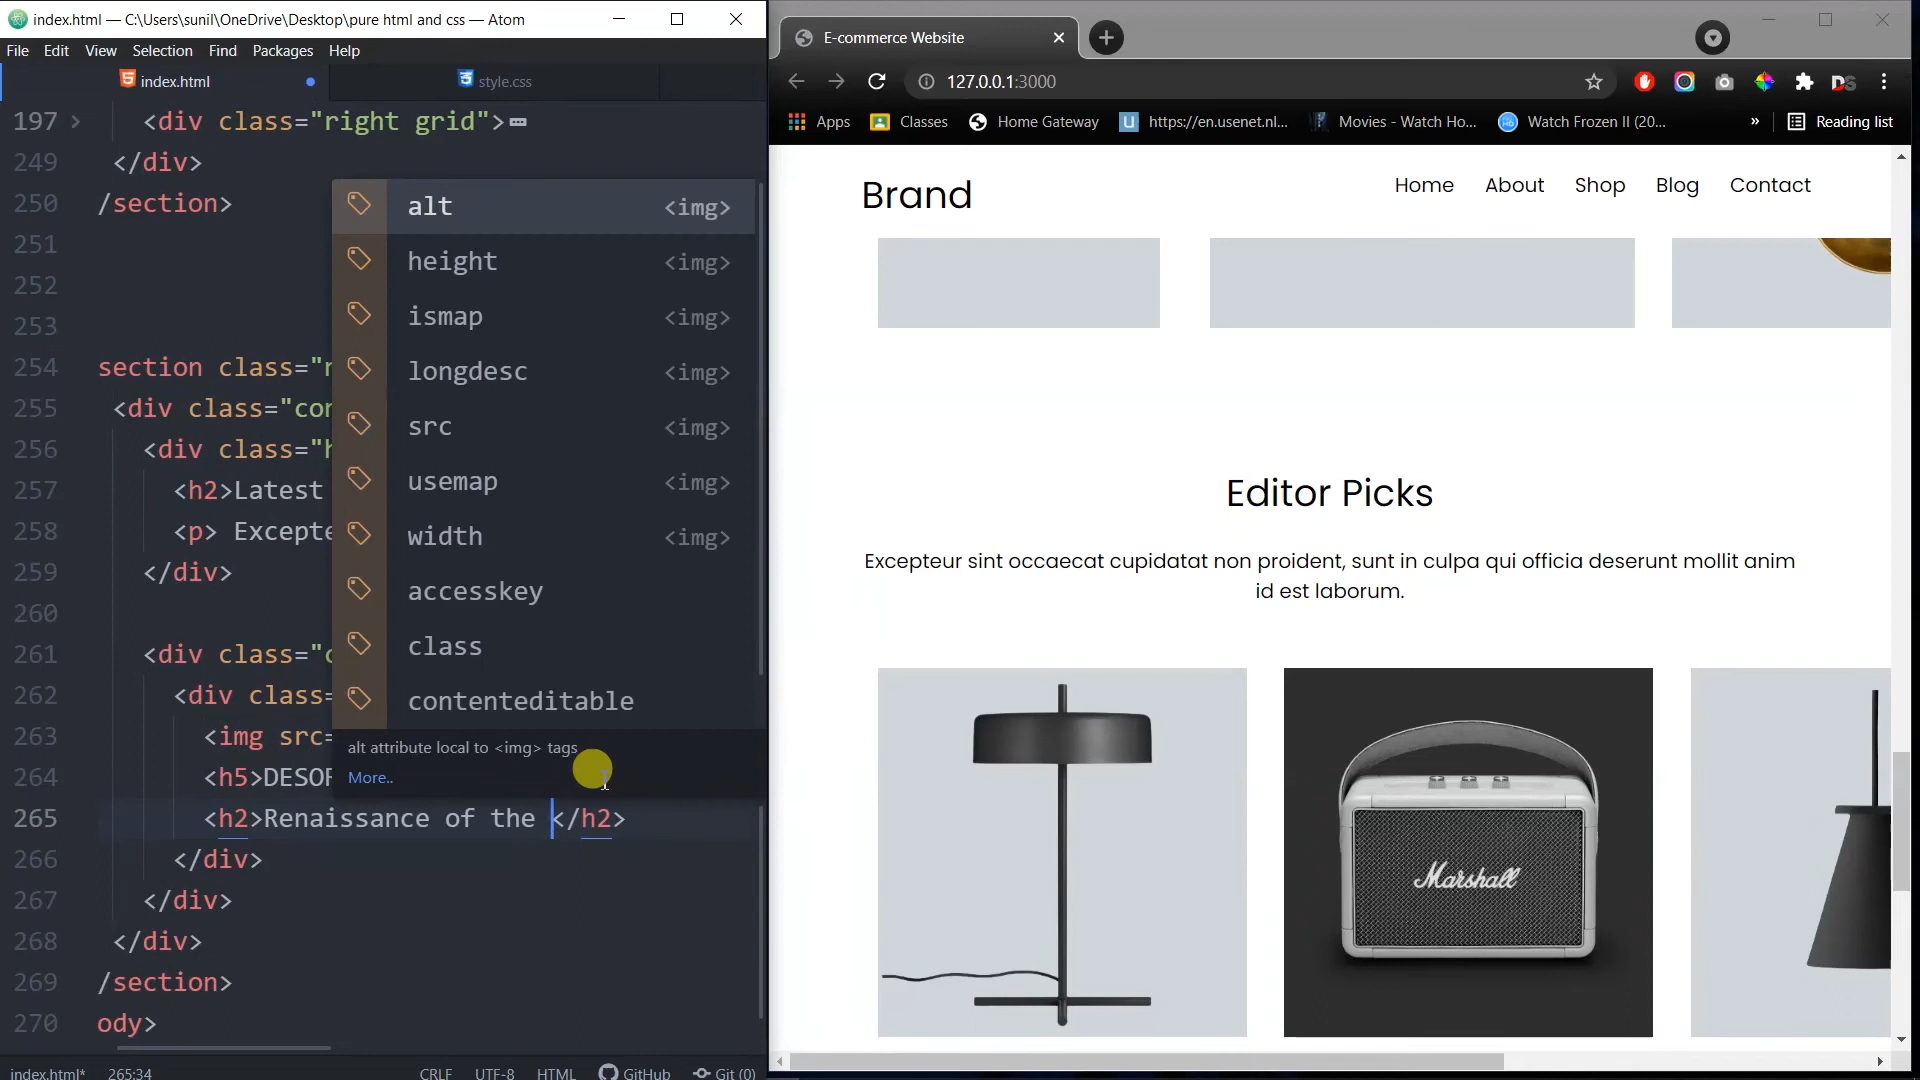 index.html — C:\Users\sunil\OneDrive\Desktop\pure html and css — Atom
File Edit View Selection Find Packages Help
index.html
style.css
197 <div class="right grid">
249 </div>
250 /section>
251
252
253
254 section class="r
255 <div class="con
256 <div class="h
257 <h2>Latest
258 <p> Excepte
259 </div>
260
261 <div class="c
262 <div class=
263 <img src=
264 <h5>DESOR
265 <h2>Renaissance of the </h2>
266 </div>
267 </div>
268 </div>
269 /section>
270 ody>
alt <img>
height <img>
ismap <img>
longdesc <img>
src <img>
usemap <img>
width <img>
accesskey
class
contenteditable
alt attribute local to <img> tags
More..
index.html* 265:34 CRLF UTF-8 HTML GitHub Git (0)
E-commerce Website
127.0.0.1:3000
Apps Classes Home Gateway https://en.usenet.nl... Movies - Watch Ho... Watch Frozen II (20... » Reading list
Brand
Home About Shop Blog Contact
Editor Picks
Excepteur sint occaecat cupidatat non proident, sunt in culpa qui officia deserunt mollit anim
id est laborum.
Marshall